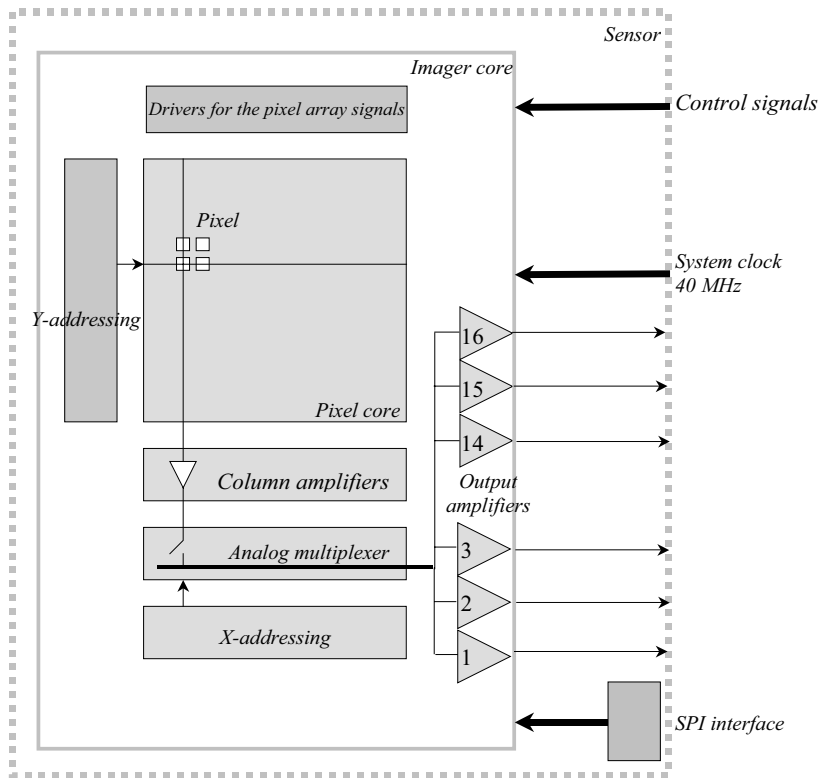 Sensor
Imager core
Drivers for the pixel array signals
Control signals
Pixel
System clock
40 MHz
Y-addressing
16
15
Pixel core
14
Column amplifiers
Output
amplifiers
Analog multiplexer
3
2
X-addressing
1
SPI interface